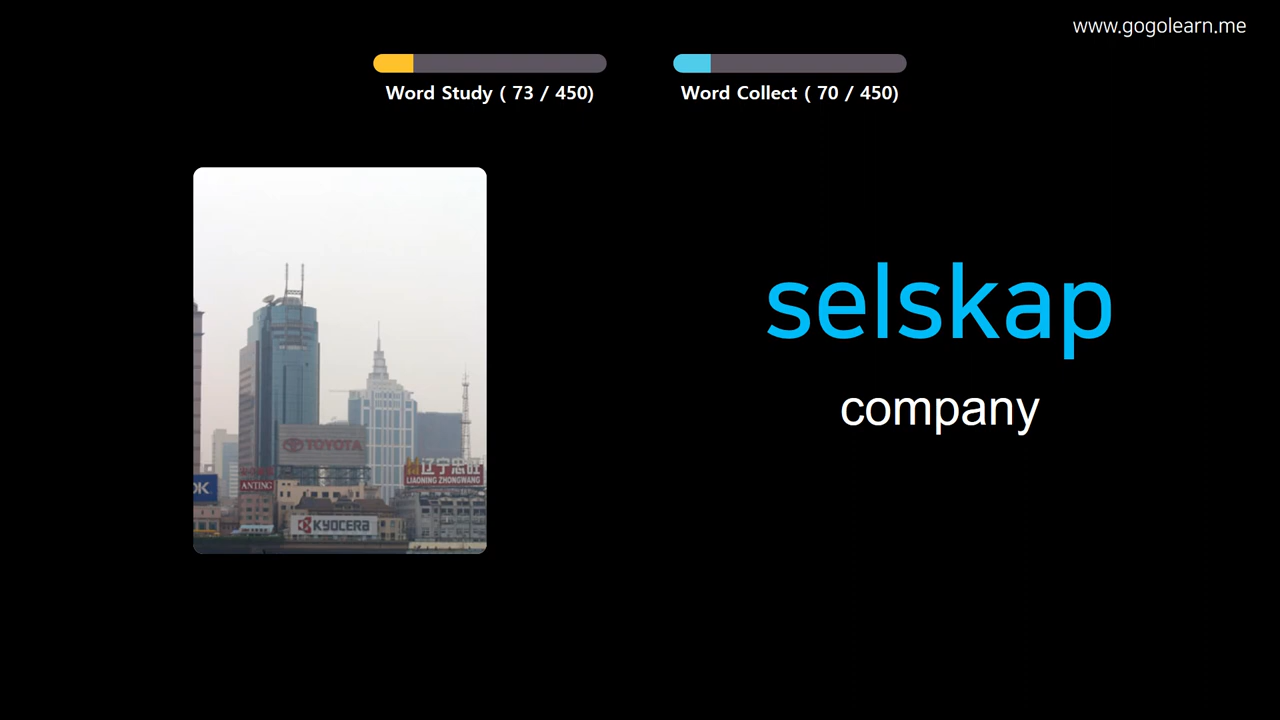 www.gogolearn.me
Word Study ( 73 / 450)
Word Collect ( 70 / 450)
selskap
company
TOYOTA
辽宁忠旺
LIAONING ZHONGWANG
OK
ANTING
KYOCERA